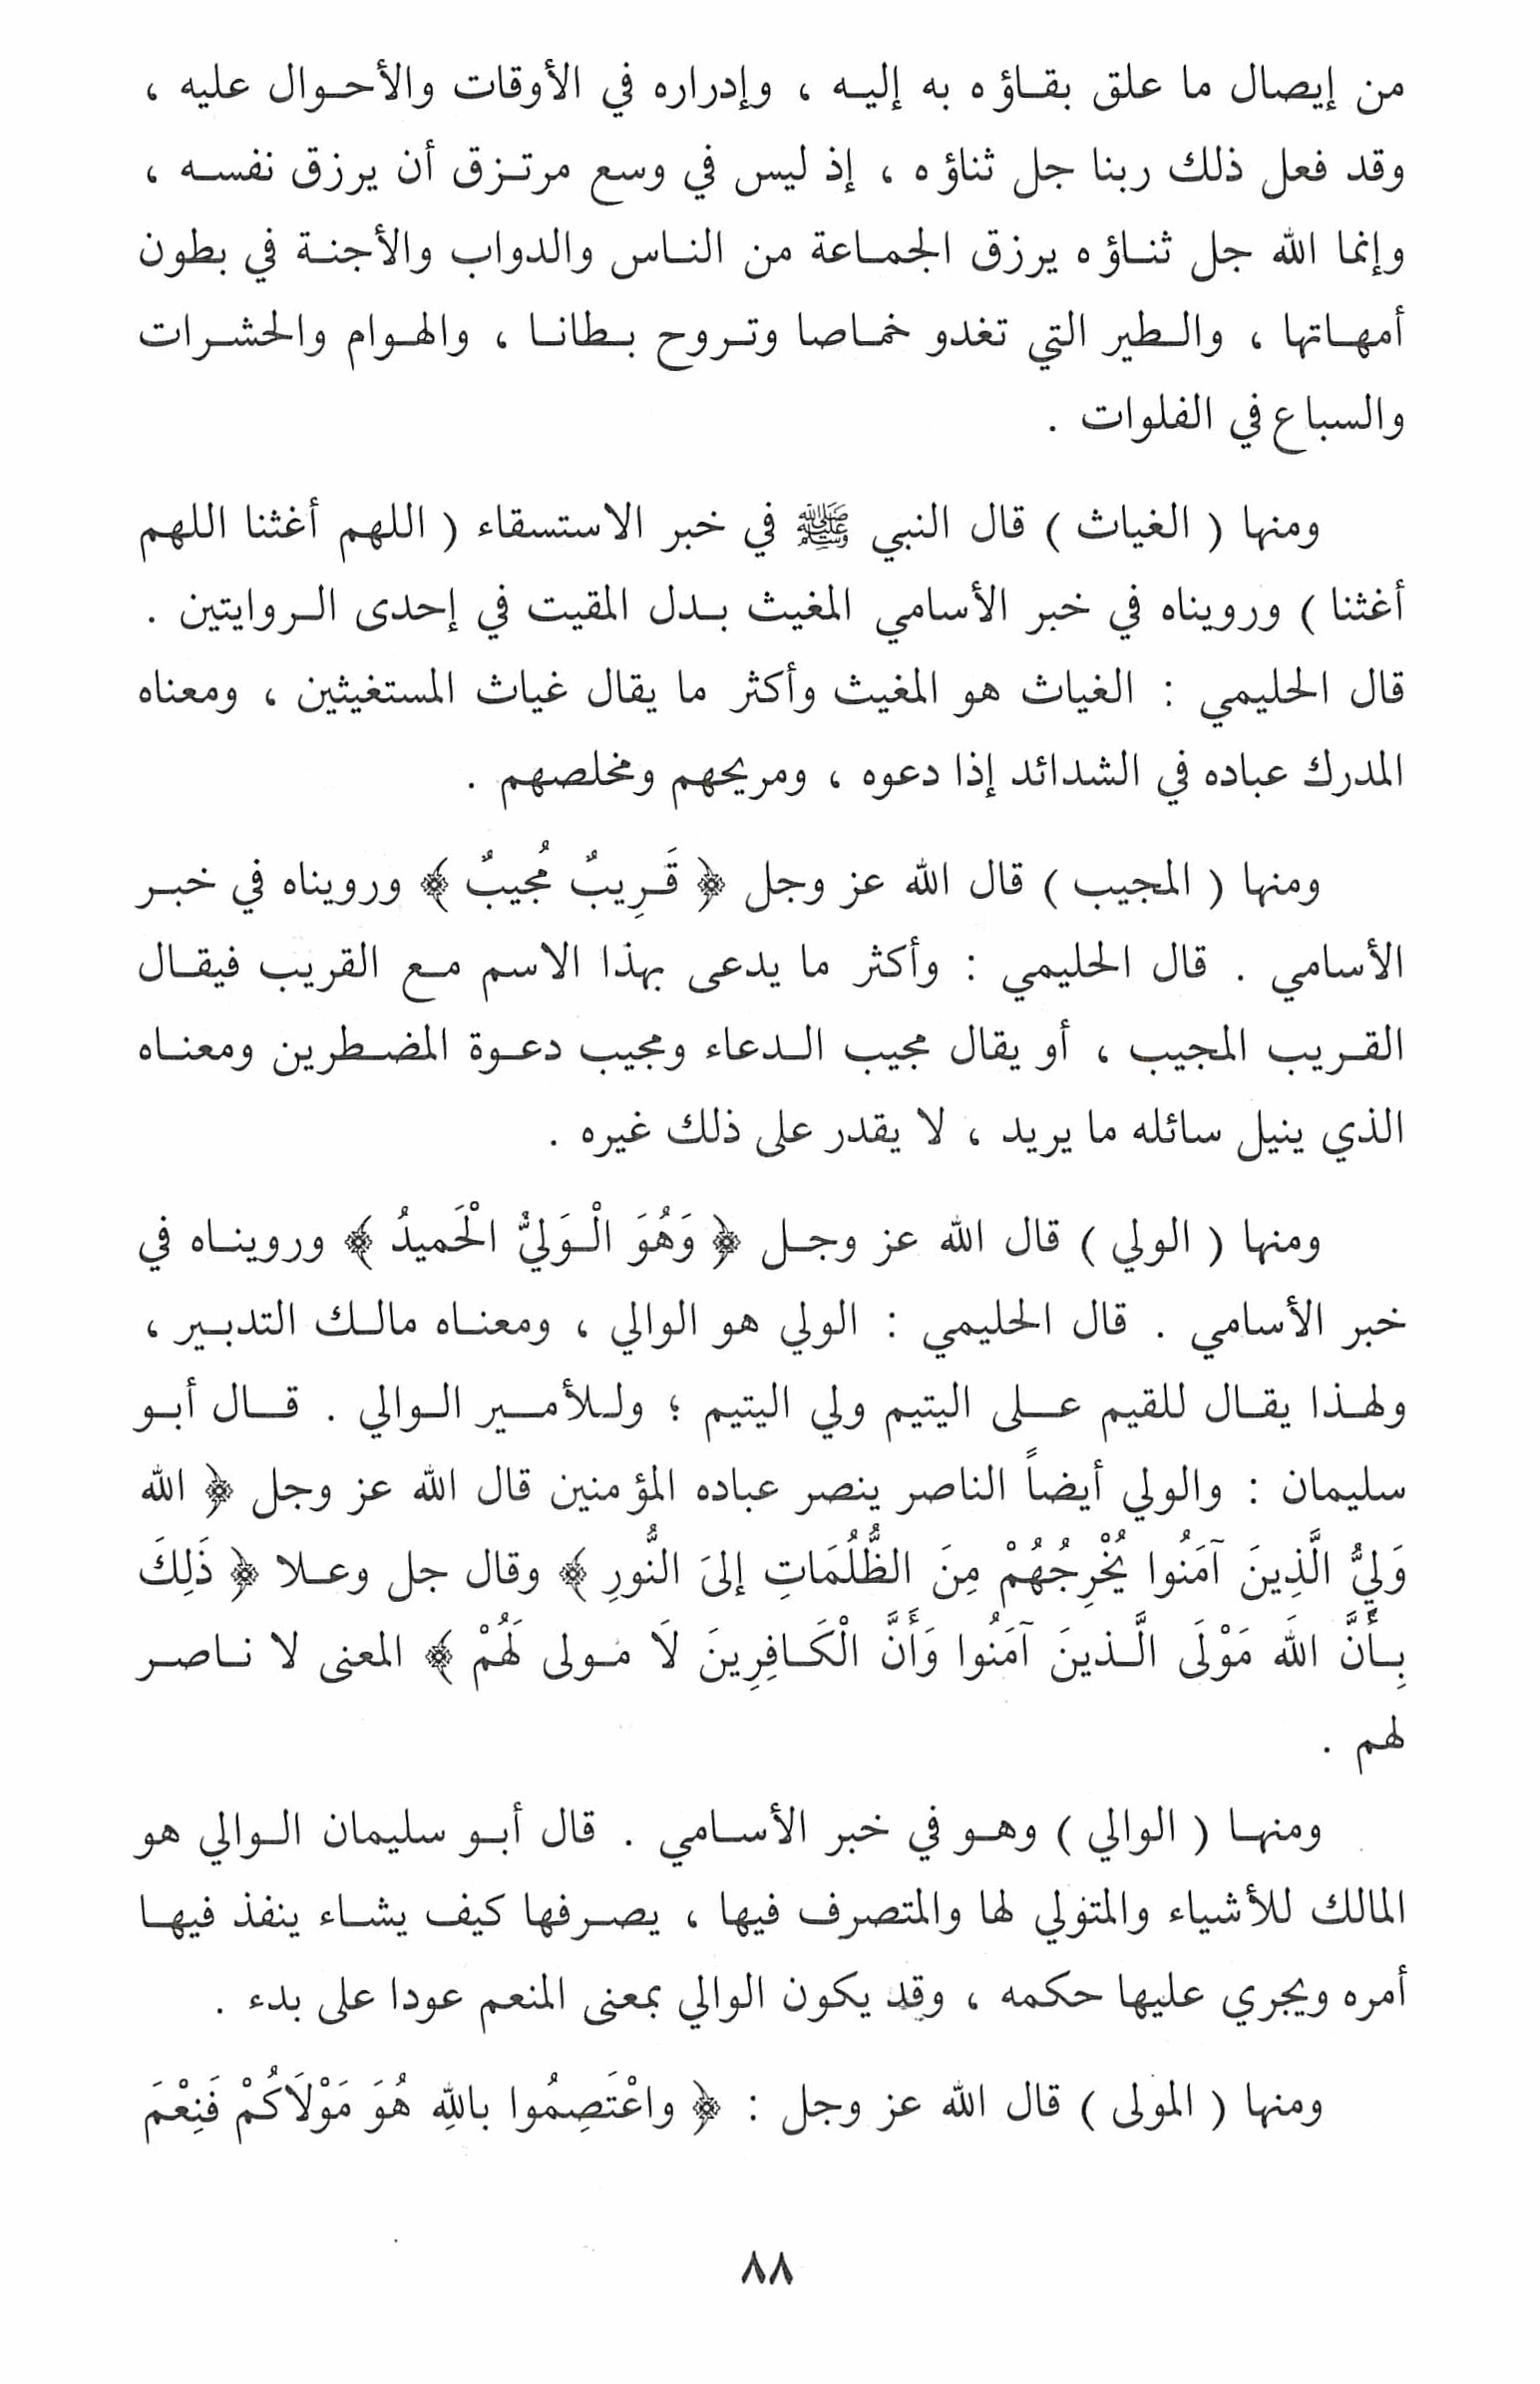 من إيصال ما علق بقاؤه به إليه ، وإدراره في الأوقات والأحوال عليه ،
وقد فعل ذلك ربنا جل ثناؤه ، إذ ليس في وسع مرتزق أن يرزق نفسه ،
وإنما الله جل ثناؤه يرزق الجماعة من الناس والدواب والأجنة في بطون
أمهاتها ، والطير التي تغدو خماصا وتروح بطانا ، والهوام والحشرات
والسباع في الفلوات .
ومنها ( الغياث ) قال النبي ﷺ في خبر الاستسقاء ( اللهم أغثنا اللهم
أغثنا ) ورويناه في خبر الأسامي المغيث بدل المقيت في إحدى الروايتين .
قال الحليمي : الغياث هو المغيث وأكثر ما يقال غياث المستغيثين ، ومعناه
المدرك عباده في الشدائد إذا دعوه ، ومريحهم ومخلصهم .
ومنها ( المجيب ) قال الله عز وجل ﴿ قَرِيبٌ مُجيبٌ ﴾ ورويناه في خبر
الأسامي . قال الحليمي : وأكثر ما يدعى بهذا الاسم مع القريب فيقال
القريب المجيب ، أو يقال مجيب الدعاء ومجيب دعوة المضطرين ومعناه
الذي ينيل سائله ما يريد ، لا يقدر على ذلك غيره .
ومنها ( الولي ) قال الله عز وجل ﴿ وَهُوَ الْوَليُّ الْحَميدُ ﴾ ورويناه في
خبر الأسامي . قال الحليمي : الولي هو الوالي ، ومعناه مالك التدبير ،
ولهذا يقال للقيم على اليتيم ولي اليتيم ؛ وللأمير الوالي . قال أبو
سليمان : والولي أيضاً الناصر ينصر عباده المؤمنين قال الله عز وجل ﴿ الله
وَلِيُّ الَّذِينَ آمَنُوا يُخْرِجُهُمْ مِنَ الظُّلُمَاتِ إلىَ النُّورِ ﴾ وقال جل وعلا ﴿ ذَلِكَ
بِأَنَّ اللَه مَوْلَى الَّذينَ آمَنُوا وَأَنَّ الْكَافِرِينَ لَا مَولى لَهُمْ ﴾ المعنى لا ناصر
لهم .
ومنها ( الوالي ) وهو في خبر الأسامي . قال أبو سليمان الوالي هو
المالك للأشياء والمتولي لها والمتصرف فيها ، يصرفها كيف يشاء ينفذ فيها
أمره ويجري عليها حكمه ، وقد يكون الوالي بمعنى المنعم عودا على بدء .
ومنها ( المولى ) قال الله عز وجل : ﴿ واعْتَصِمُوا باللهِ هُوَ مَوْلَاكُمْ فَنِعْمَ
٨٨